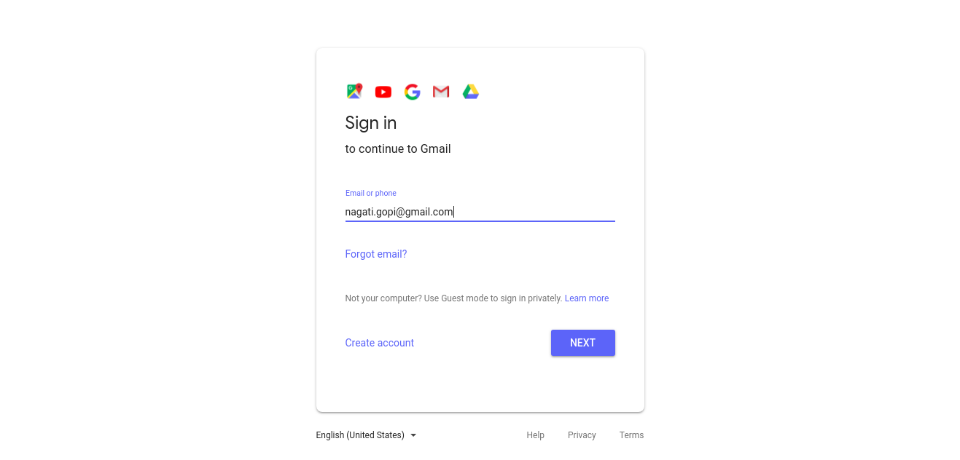 Sign in
to continue to Gmail
Email or phone
nagati.gopi@gmail.com
Forgot email?
Not your computer? Use Guest mode to sign in privately. Learn more
Create account
NEXT
English (United States)
Help Privacy Terms